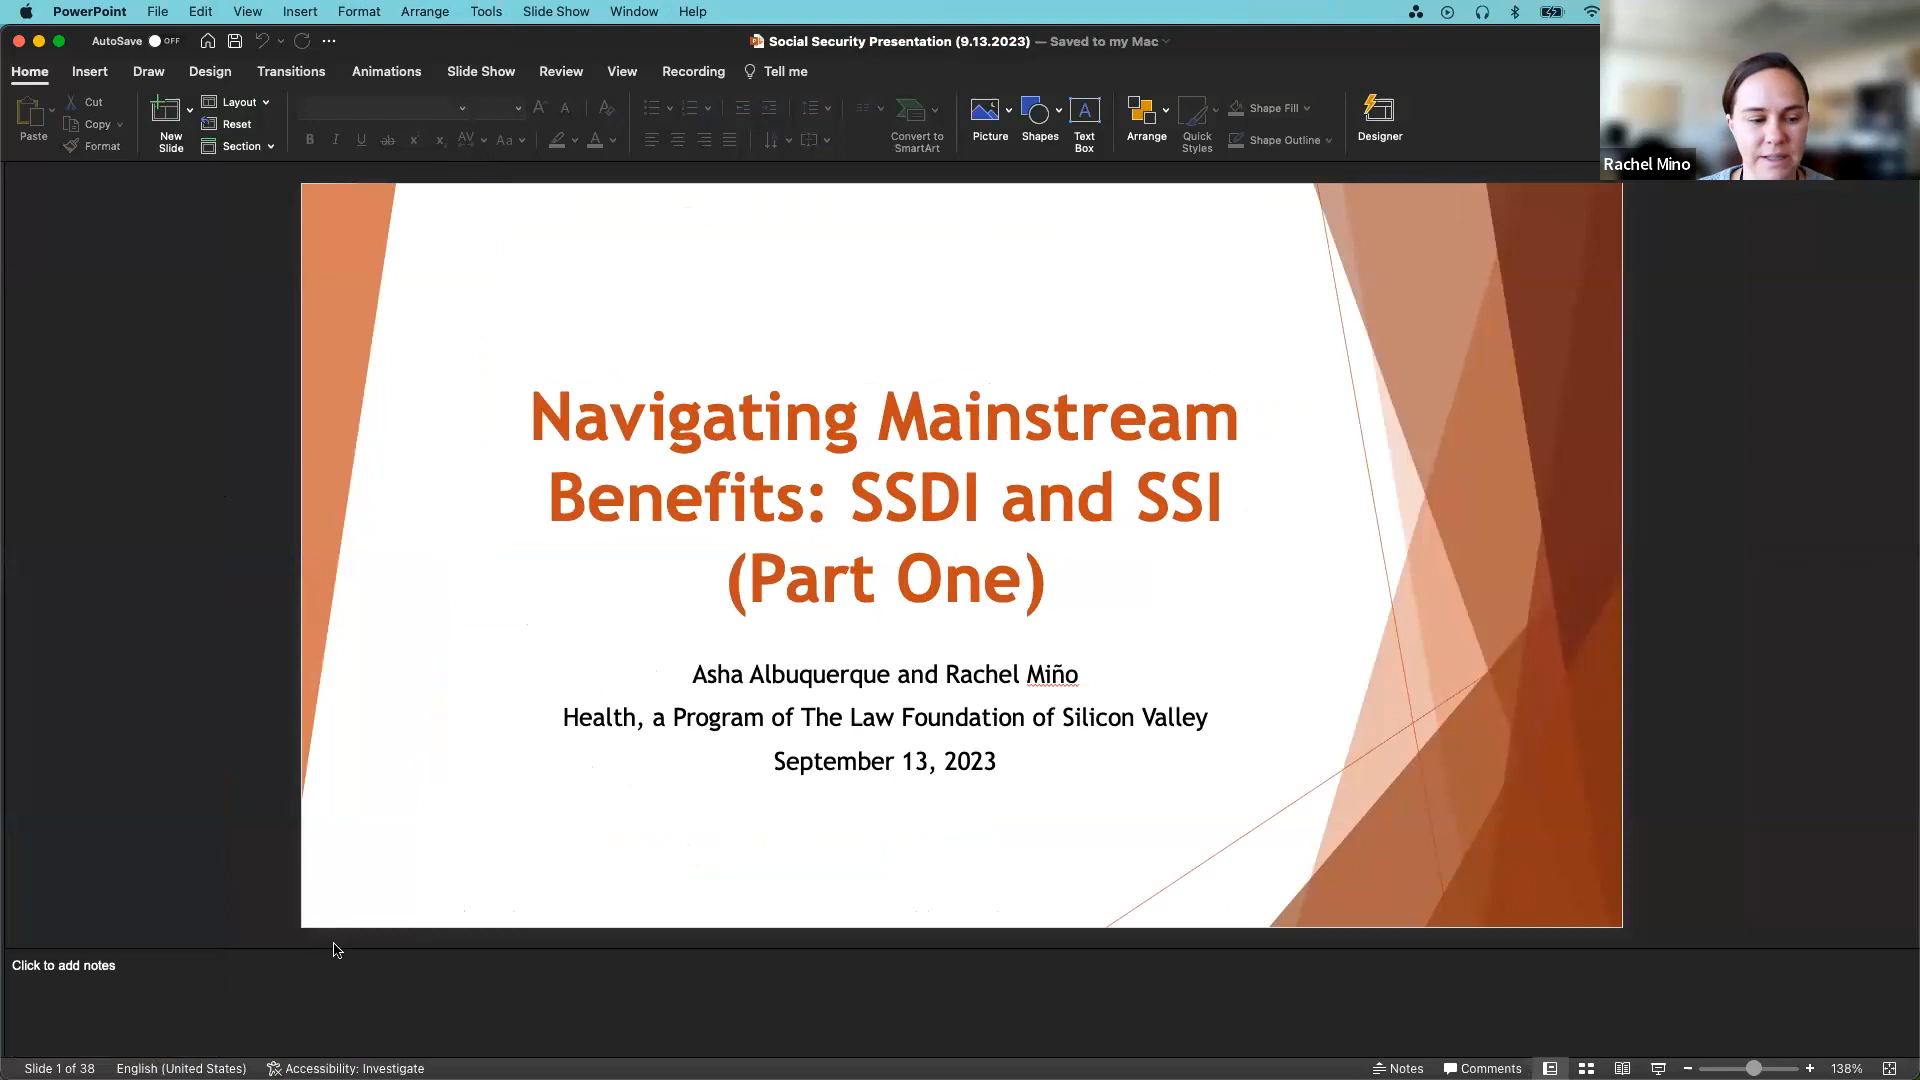 PowerPoint File Edit View Insert Format Arrange Tools Slide Show Window Help
AutoSave OFF
Social Security Presentation (9.13.2023) — Saved to my Mac
Home Insert Draw Design Transitions Animations Slide Show Review View Recording Tell me
Paste
Cut
Copy
Format
New
Slide
Layout
Reset
Section
B I U ab x² x₂ AV Aa A
Convert to
SmartArt
Picture
Shapes
A
Text
Box
Arrange
Quick
Styles
Shape Fill
Shape Outline
Designer
Rachel Mino
Navigating Mainstream
Benefits: SSDI and SSI
(Part One)
Asha Albuquerque and Rachel Miño
Health, a Program of The Law Foundation of Silicon Valley
September 13, 2023
Click to add notes
Slide 1 of 38 English (United States) Accessibility: Investigate Notes Comments 138%